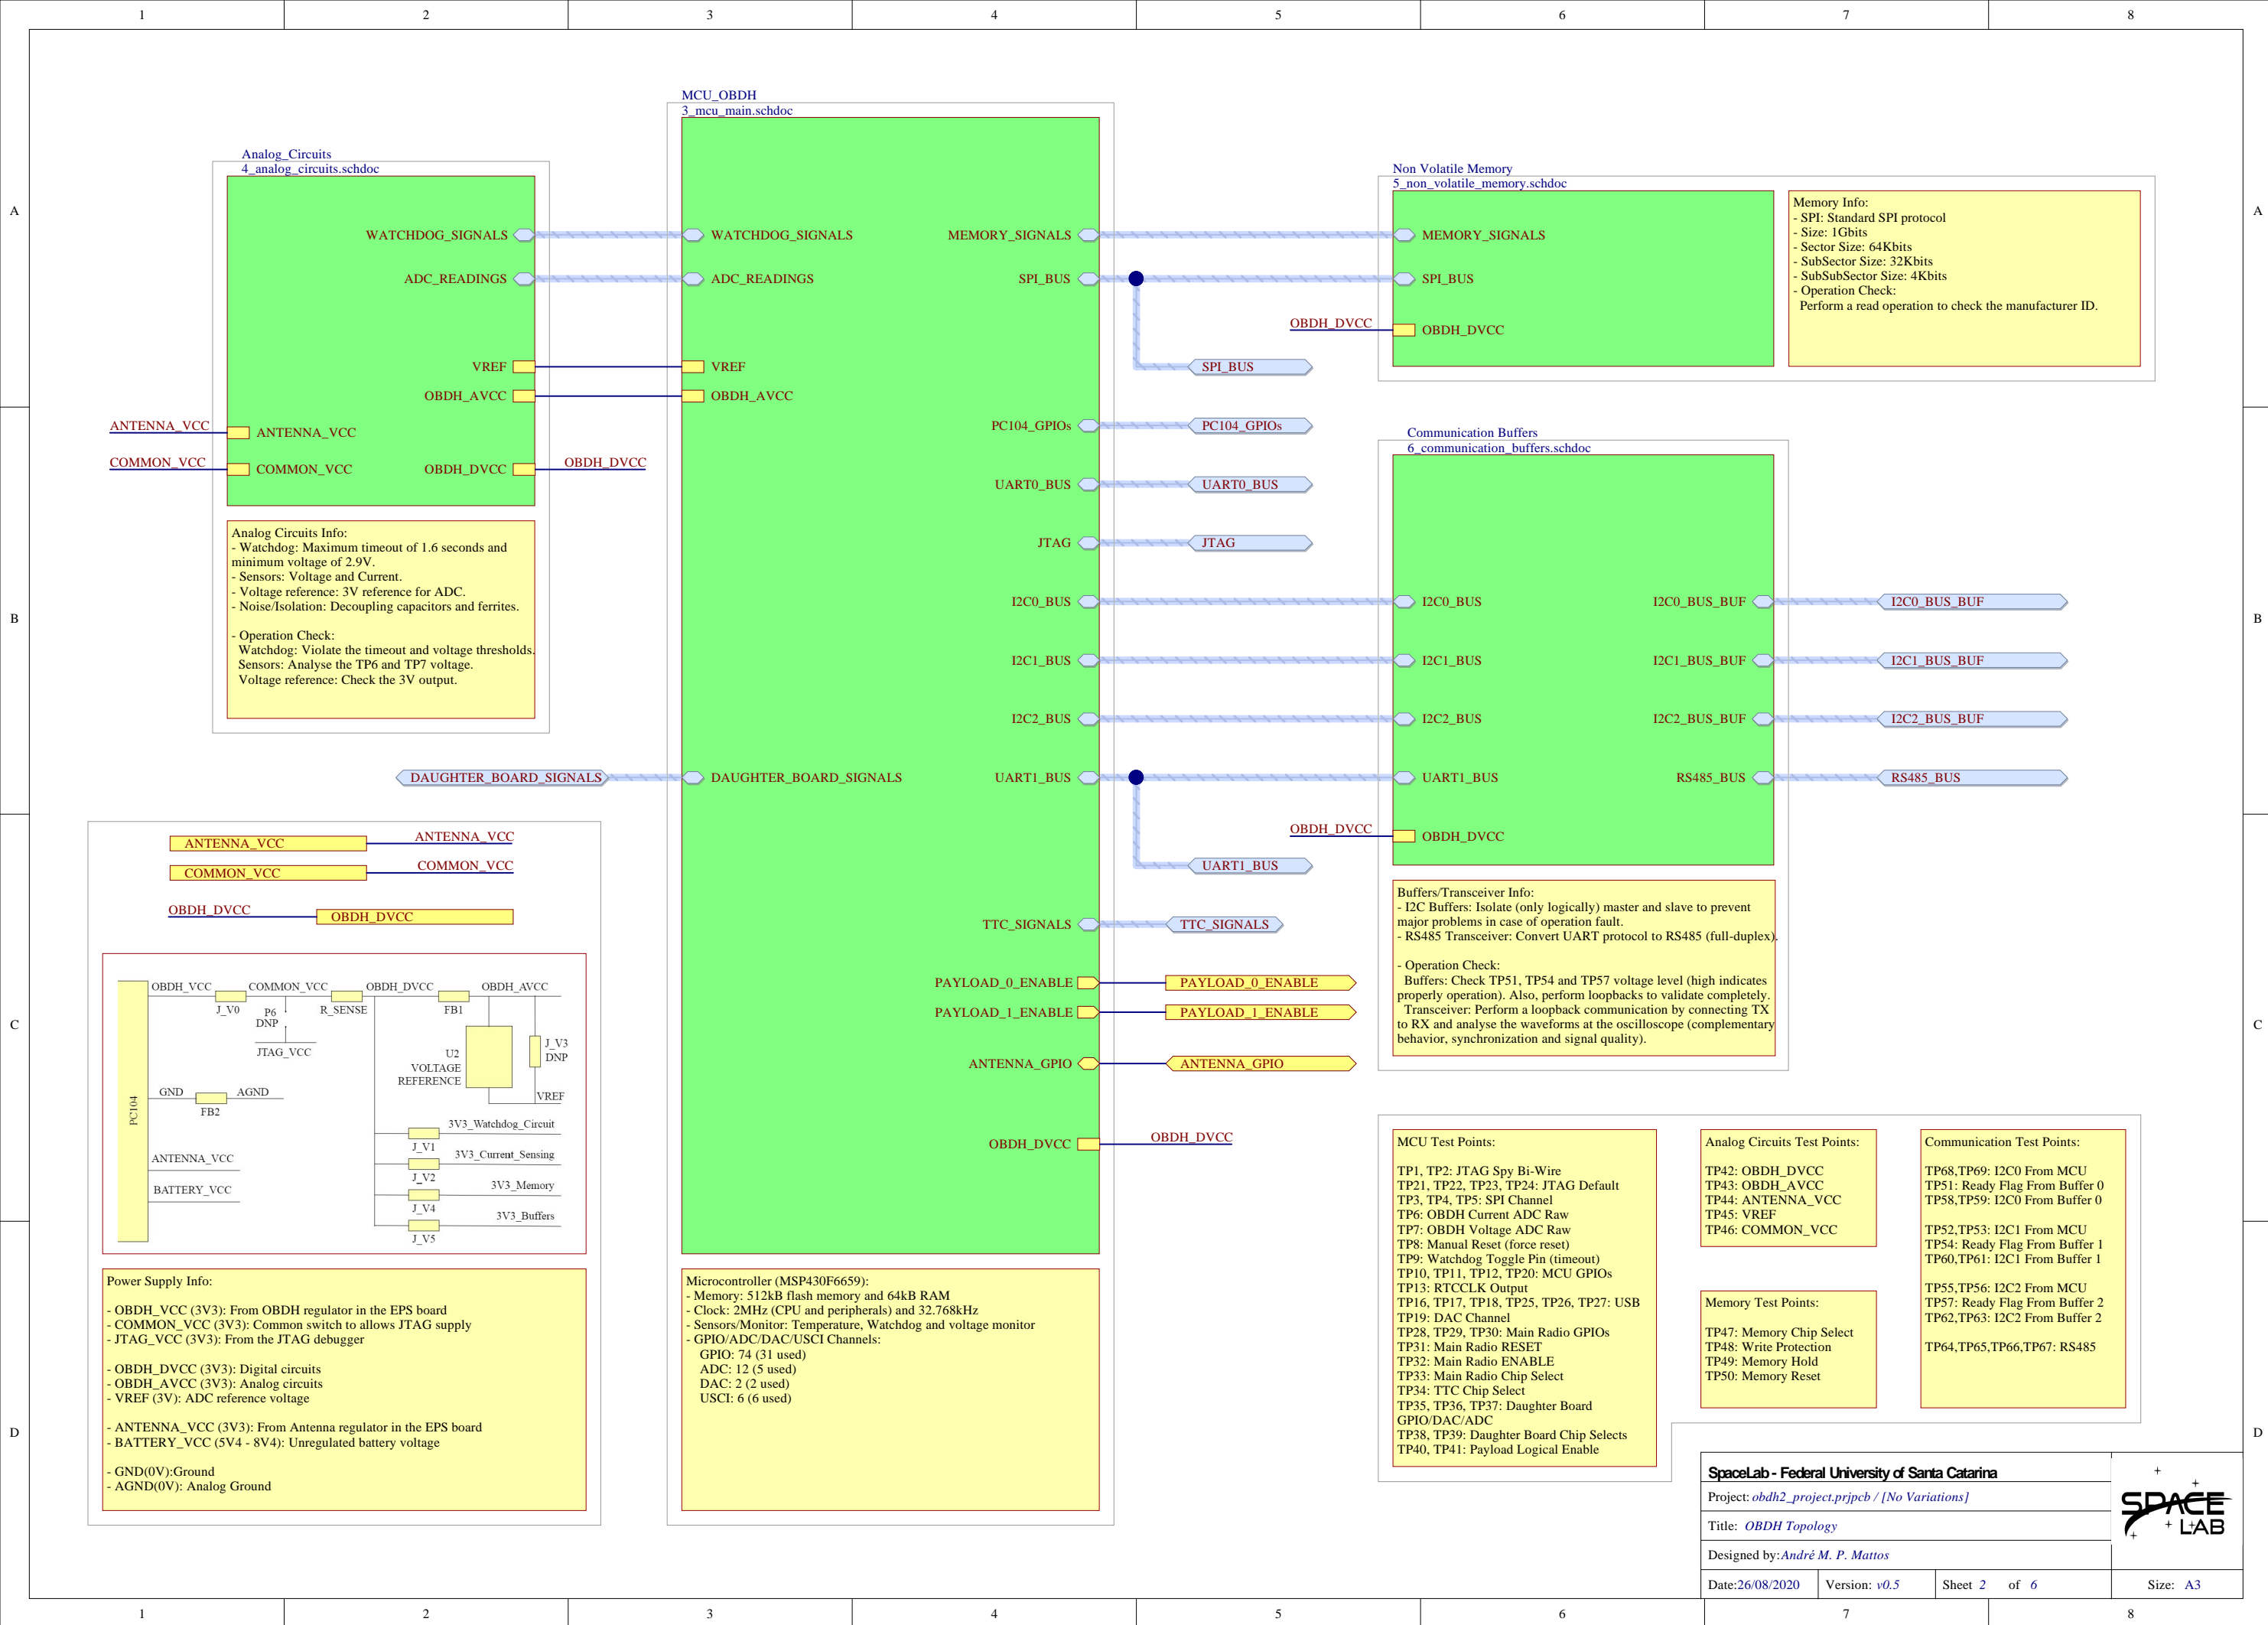 1 2 3 4 5 6 7 8
A
B
C
D
Analog_Circuits
4_analog_circuits.schdoc
WATCHDOG_SIGNALS
ADC_READINGS
VREF
OBDH_AVCC
ANTENNA_VCC
ANTENNA_VCC
COMMON_VCC
COMMON_VCC
OBDH_DVCC
OBDH_DVCC
Analog Circuits Info:
- Watchdog: Maximum timeout of 1.6 seconds and
minimum voltage of 2.9V.
- Sensors: Voltage and Current.
- Voltage reference: 3V reference for ADC.
- Noise/Isolation: Decoupling capacitors and ferrites.
- Operation Check:
Watchdog: Violate the timeout and voltage thresholds.
Sensors: Analyse the TP6 and TP7 voltage.
Voltage reference: Check the 3V output.
DAUGHTER_BOARD_SIGNALS
ANTENNA_VCC
ANTENNA_VCC
COMMON_VCC
COMMON_VCC
OBDH_DVCC
OBDH_DVCC
PC104
OBDH_VCC
J_V0
COMMON_VCC
P6
DNP
JTAG_VCC
R_SENSE
OBDH_DVCC
FB1
OBDH_AVCC
U2
VOLTAGE
REFERENCE
J_V3
DNP
VREF
GND
FB2
AGND
3V3_Watchdog_Circuit
J_V1
3V3_Current_Sensing
J_V2
3V3_Memory
J_V4
3V3_Buffers
J_V5
ANTENNA_VCC
BATTERY_VCC
Power Supply Info:
- OBDH_VCC (3V3): From OBDH regulator in the EPS board
- COMMON_VCC (3V3): Common switch to allows JTAG supply
- JTAG_VCC (3V3): From the JTAG debugger
- OBDH_DVCC (3V3): Digital circuits
- OBDH_AVCC (3V3): Analog circuits
- VREF (3V): ADC reference voltage
- ANTENNA_VCC (3V3): From Antenna regulator in the EPS board
- BATTERY_VCC (5V4 - 8V4): Unregulated battery voltage
- GND(0V):Ground
- AGND(0V): Analog Ground
MCU_OBDH
3_mcu_main.schdoc
WATCHDOG_SIGNALS
ADC_READINGS
VREF
OBDH_AVCC
DAUGHTER_BOARD_SIGNALS
MEMORY_SIGNALS
SPI_BUS
SPI_BUS
PC104_GPIOs
PC104_GPIOs
UART0_BUS
UART0_BUS
JTAG
JTAG
I2C0_BUS
I2C1_BUS
I2C2_BUS
UART1_BUS
UART1_BUS
TTC_SIGNALS
TTC_SIGNALS
PAYLOAD_0_ENABLE
PAYLOAD_0_ENABLE
PAYLOAD_1_ENABLE
PAYLOAD_1_ENABLE
ANTENNA_GPIO
ANTENNA_GPIO
OBDH_DVCC
OBDH_DVCC
Microcontroller (MSP430F6659):
- Memory: 512kB flash memory and 64kB RAM
- Clock: 2MHz (CPU and peripherals) and 32.768kHz
- Sensors/Monitor: Temperature, Watchdog and voltage monitor
- GPIO/ADC/DAC/USCI Channels:
GPIO: 74 (31 used)
ADC: 12 (5 used)
DAC: 2 (2 used)
USCI: 6 (6 used)
Non Volatile Memory
5_non_volatile_memory.schdoc
MEMORY_SIGNALS
SPI_BUS
OBDH_DVCC
OBDH_DVCC
Memory Info:
- SPI: Standard SPI protocol
- Size: 1Gbits
- Sector Size: 64Kbits
- SubSector Size: 32Kbits
- SubSubSector Size: 4Kbits
- Operation Check:
Perform a read operation to check the manufacturer ID.
Communication Buffers
6_communication_buffers.schdoc
I2C0_BUS
I2C0_BUS_BUF
I2C0_BUS_BUF
I2C1_BUS
I2C1_BUS_BUF
I2C1_BUS_BUF
I2C2_BUS
I2C2_BUS_BUF
I2C2_BUS_BUF
UART1_BUS
RS485_BUS
RS485_BUS
OBDH_DVCC
OBDH_DVCC
Buffers/Transceiver Info:
- I2C Buffers: Isolate (only logically) master and slave to prevent
major problems in case of operation fault.
- RS485 Transceiver: Convert UART protocol to RS485 (full-duplex).
- Operation Check:
Buffers: Check TP51, TP54 and TP57 voltage level (high indicates
properly operation). Also, perform loopbacks to validate completely.
Transceiver: Perform a loopback communication by connecting TX
to RX and analyse the waveforms at the oscilloscope (complementary
behavior, synchronization and signal quality).
MCU Test Points:
TP1, TP2: JTAG Spy Bi-Wire
TP21, TP22, TP23, TP24: JTAG Default
TP3, TP4, TP5: SPI Channel
TP6: OBDH Current ADC Raw
TP7: OBDH Voltage ADC Raw
TP8: Manual Reset (force reset)
TP9: Watchdog Toggle Pin (timeout)
TP10, TP11, TP12, TP20: MCU GPIOs
TP13: RTCCLK Output
TP16, TP17, TP18, TP25, TP26, TP27: USB
TP19: DAC Channel
TP28, TP29, TP30: Main Radio GPIOs
TP31: Main Radio RESET
TP32: Main Radio ENABLE
TP33: Main Radio Chip Select
TP34: TTC Chip Select
TP35, TP36, TP37: Daughter Board
GPIO/DAC/ADC
TP38, TP39: Daughter Board Chip Selects
TP40, TP41: Payload Logical Enable
Analog Circuits Test Points:
TP42: OBDH_DVCC
TP43: OBDH_AVCC
TP44: ANTENNA_VCC
TP45: VREF
TP46: COMMON_VCC
Memory Test Points:
TP47: Memory Chip Select
TP48: Write Protection
TP49: Memory Hold
TP50: Memory Reset
Communication Test Points:
TP68,TP69: I2C0 From MCU
TP51: Ready Flag From Buffer 0
TP58,TP59: I2C0 From Buffer 0
TP52,TP53: I2C1 From MCU
TP54: Ready Flag From Buffer 1
TP60,TP61: I2C1 From Buffer 1
TP55,TP56: I2C2 From MCU
TP57: Ready Flag From Buffer 2
TP62,TP63: I2C2 From Buffer 2
TP64,TP65,TP66,TP67: RS485
SpaceLab - Federal University of Santa Catarina
Project: obdh2_project.prjpcb / [No Variations]
Title: OBDH Topology
Designed by: André M. P. Mattos
Date:26/08/2020 Version: v0.5 Sheet 2 of 6 Size: A3
SPACE
LAB
A
B
C
D
1 2 3 4 5 6 7 8